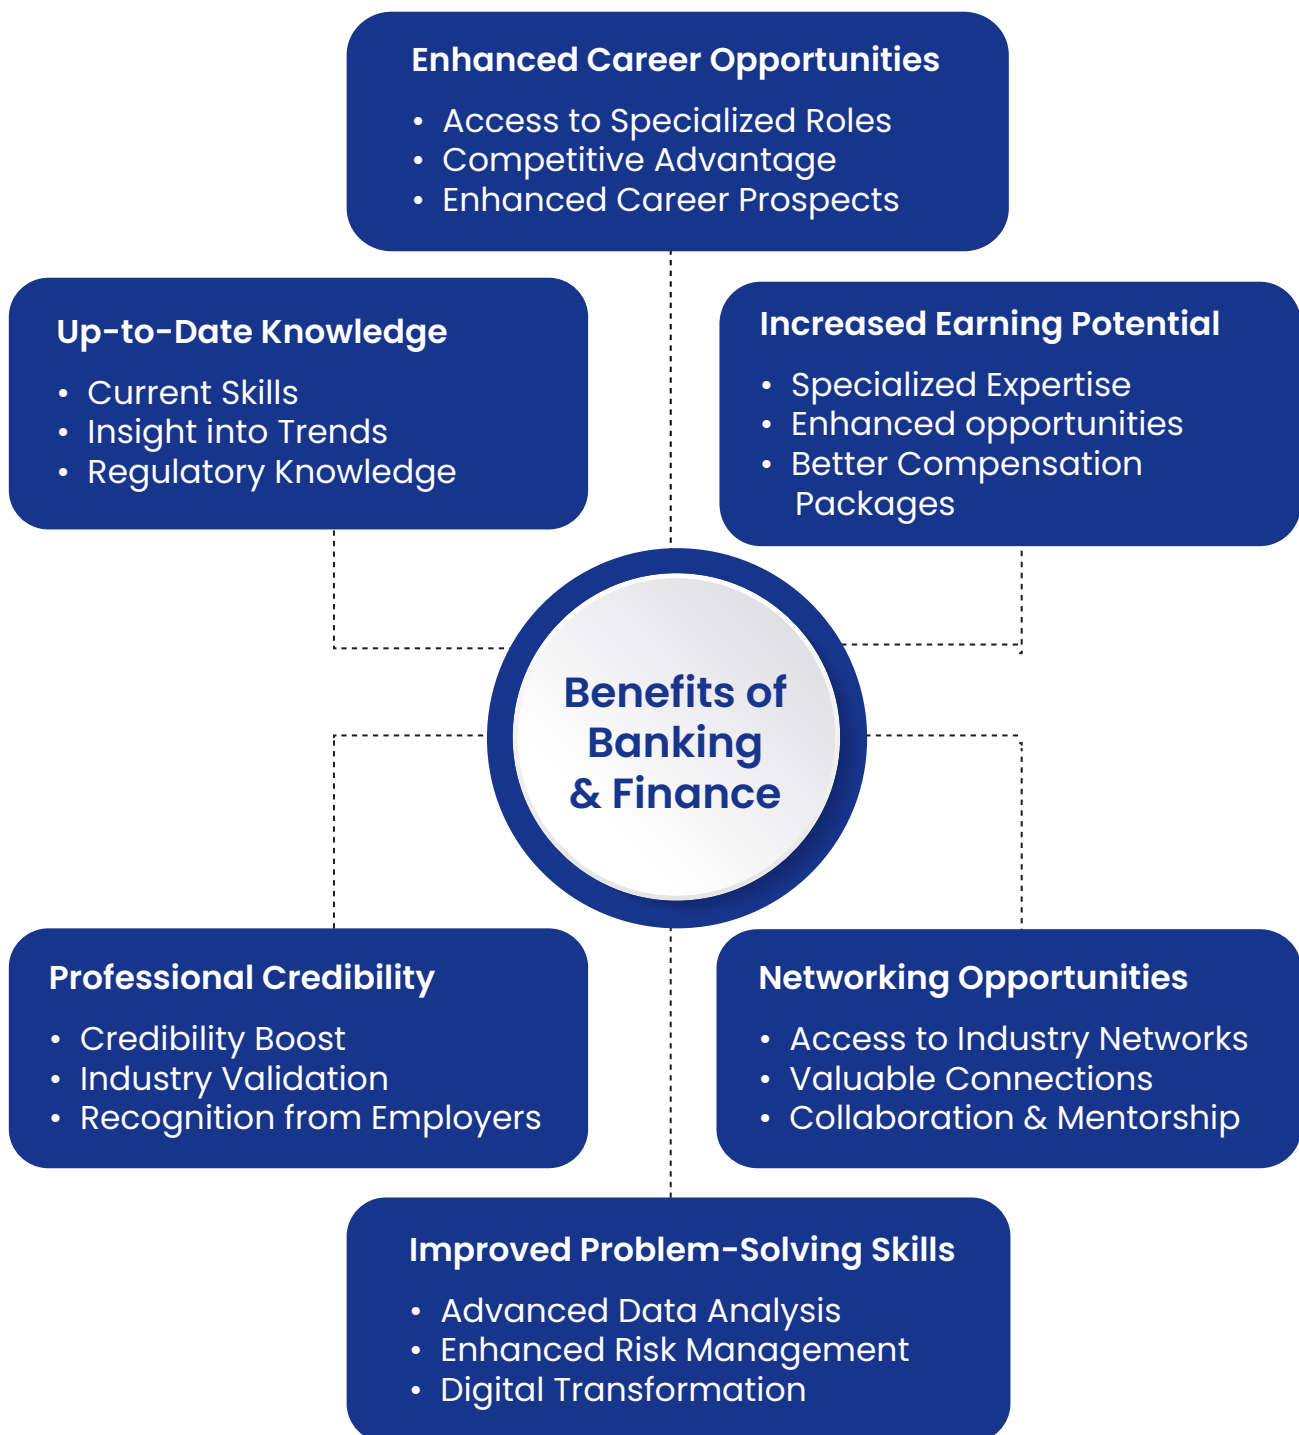 Enhanced Career Opportunities
• Access to Specialized Roles
• Competitive Advantage
• Enhanced Career Prospects
Up-to-Date Knowledge
• Current Skills
• Insight into Trends
• Regulatory Knowledge
Increased Earning Potential
• Specialized Expertise
• Enhanced opportunities
• Better Compensation
Packages
Benefits of
Banking
& Finance
Professional Credibility
• Credibility Boost
• Industry Validation
• Recognition from Employers
Networking Opportunities
• Access to Industry Networks
• Valuable Connections
• Collaboration & Mentorship
Improved Problem-Solving Skills
• Advanced Data Analysis
• Enhanced Risk Management
• Digital Transformation